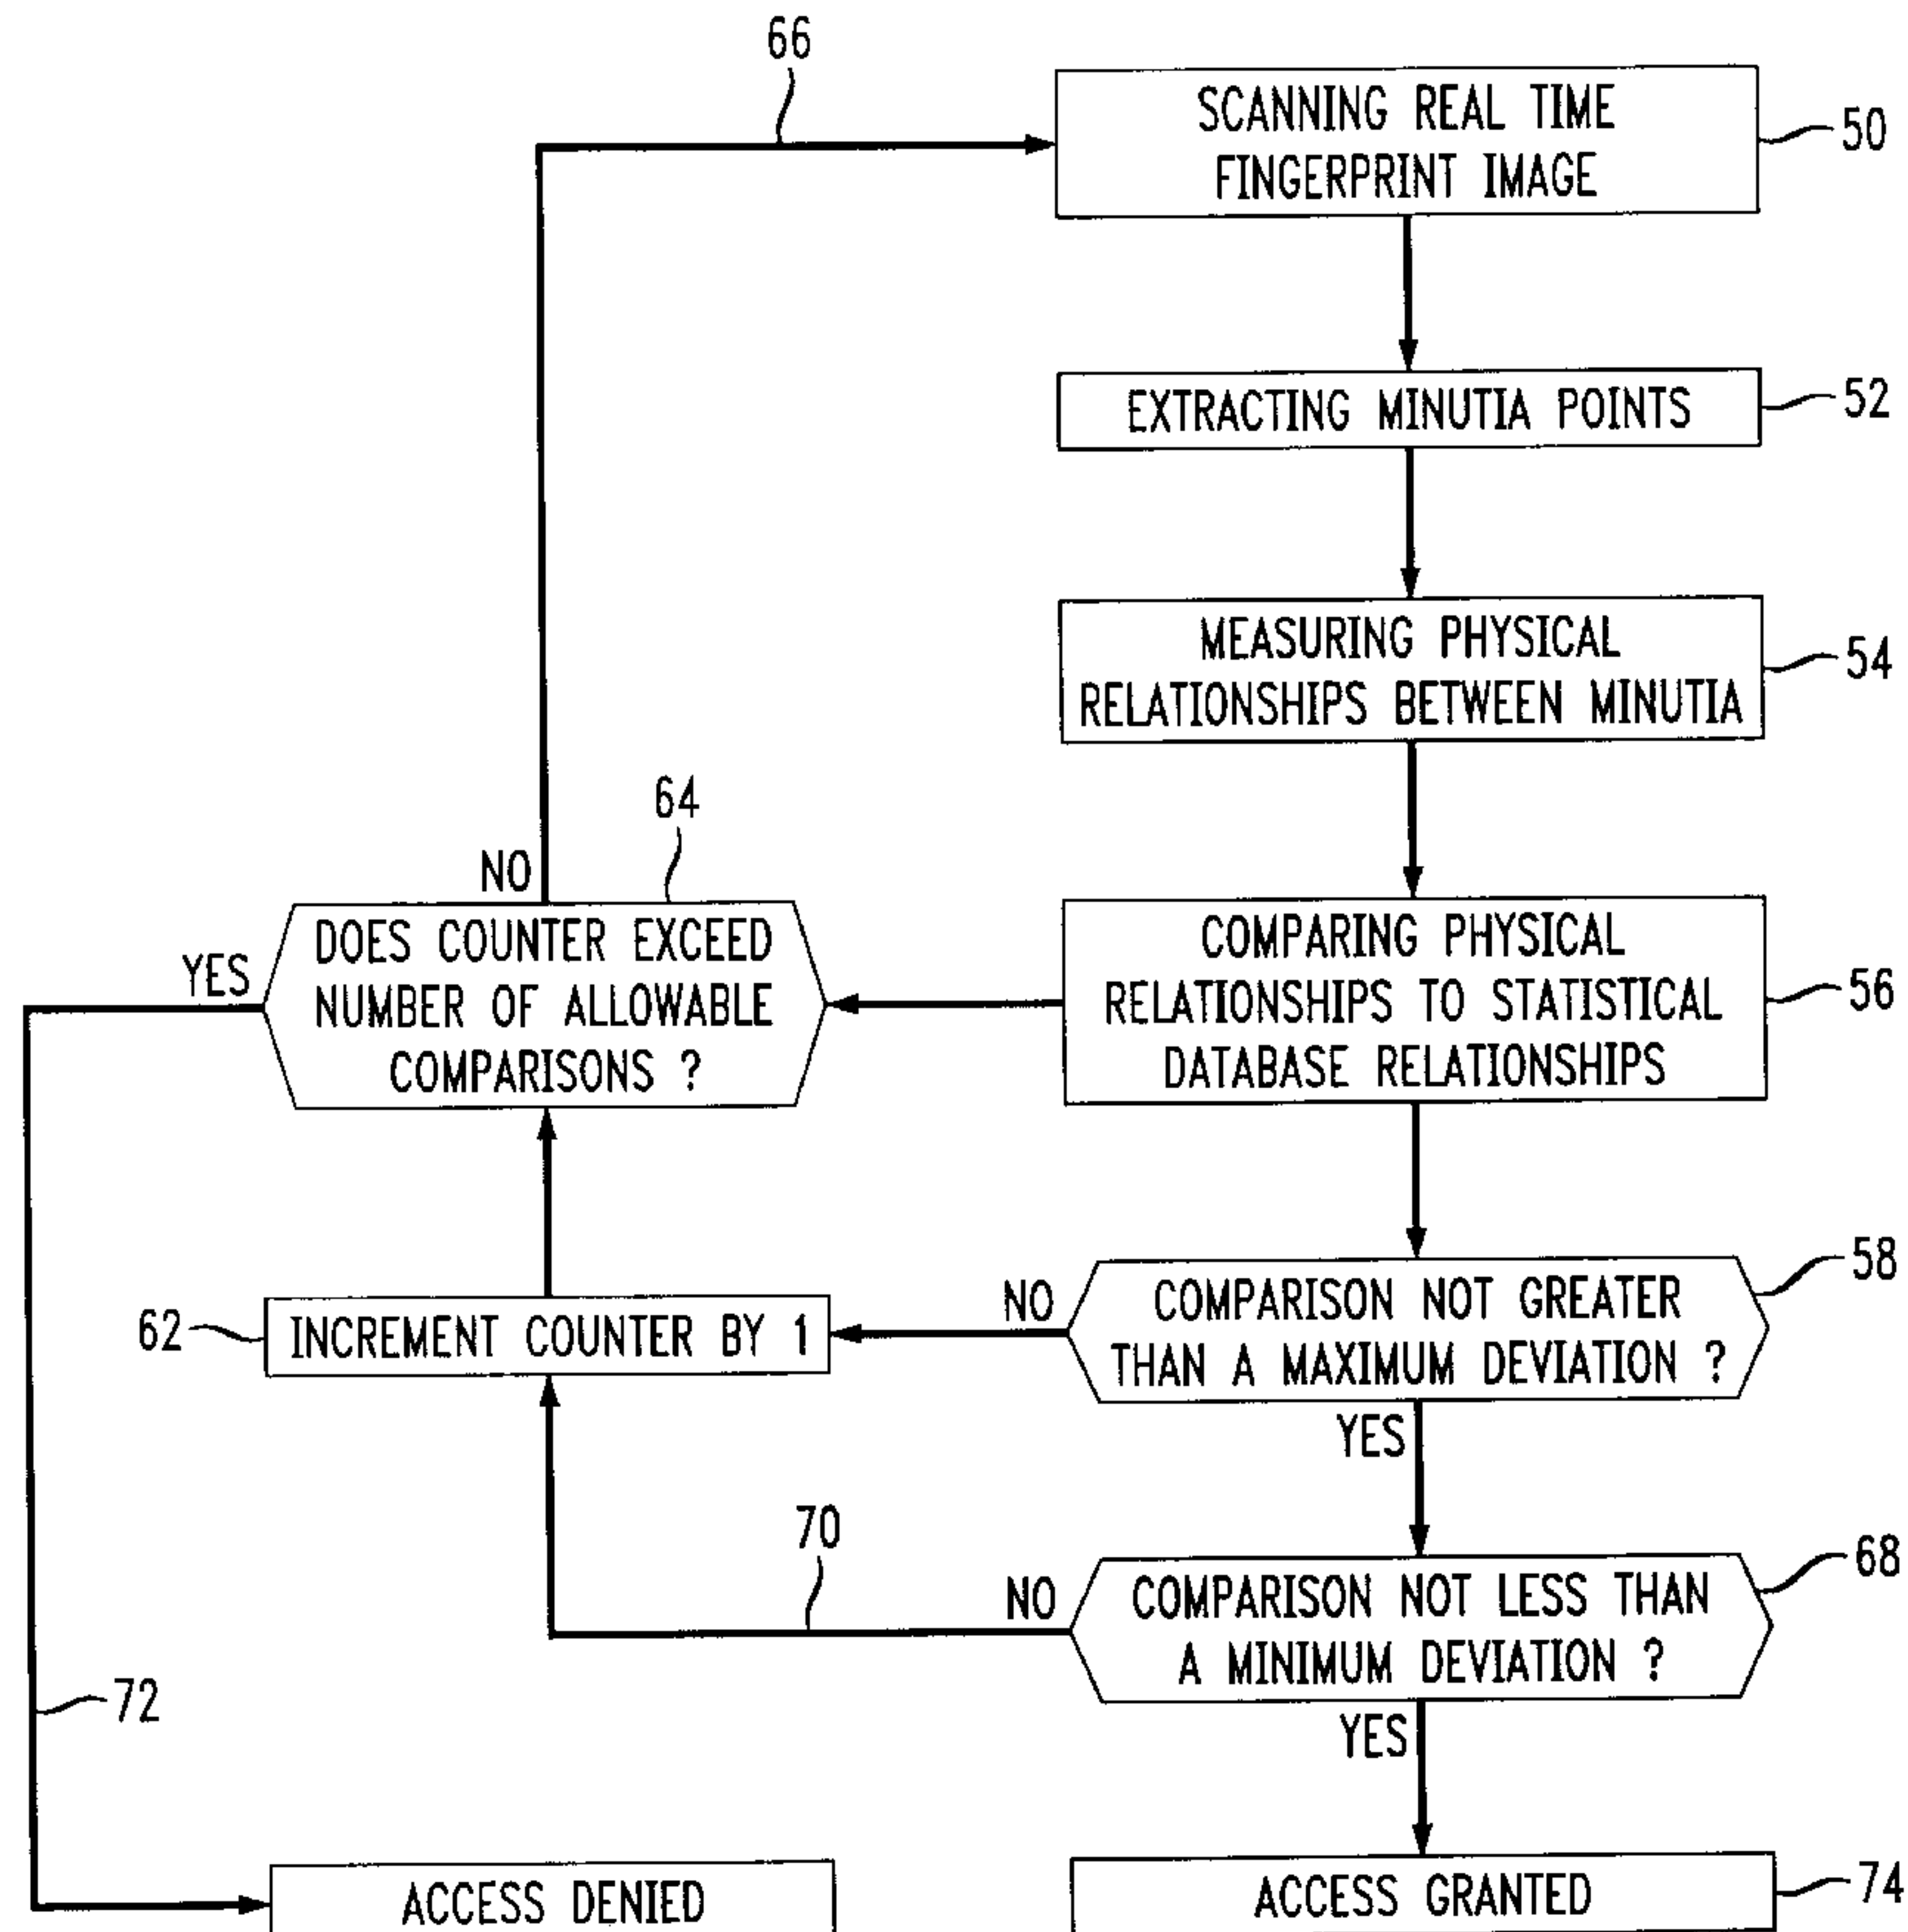 66
SCANNING REAL TIME
FINGERPRINT IMAGE
50
EXTRACTING MINUTIA POINTS
52
MEASURING PHYSICAL
RELATIONSHIPS BETWEEN MINUTIA
54
64
NO
DOES COUNTER EXCEED
NUMBER OF ALLOWABLE
COMPARISONS ?
YES
COMPARING PHYSICAL
RELATIONSHIPS TO STATISTICAL
DATABASE RELATIONSHIPS
56
62
INCREMENT COUNTER BY 1
NO
COMPARISON NOT GREATER
THAN A MAXIMUM DEVIATION ?
58
YES
70
NO
COMPARISON NOT LESS THAN
A MINIMUM DEVIATION ?
68
YES
72
ACCESS DENIED
ACCESS GRANTED
74